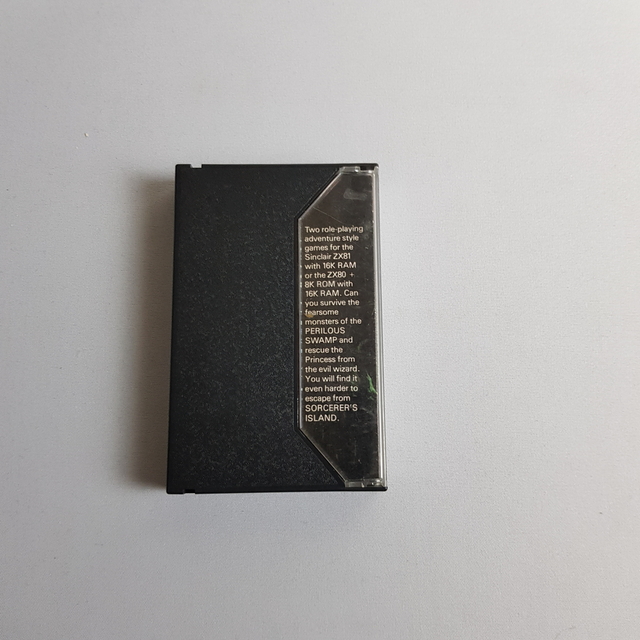 Two role-playing
adventure style
games for the
Sinclair ZX81
with 16K RAM
or the ZX80 +
8K ROM with
16K RAM. Can
you survive the
fearsome
monsters of the
PERILOUS
SWAMP and
rescue the
Princess from
the evil wizard.
You will find it
even harder to
escape from
SORCERER'S
ISLAND.